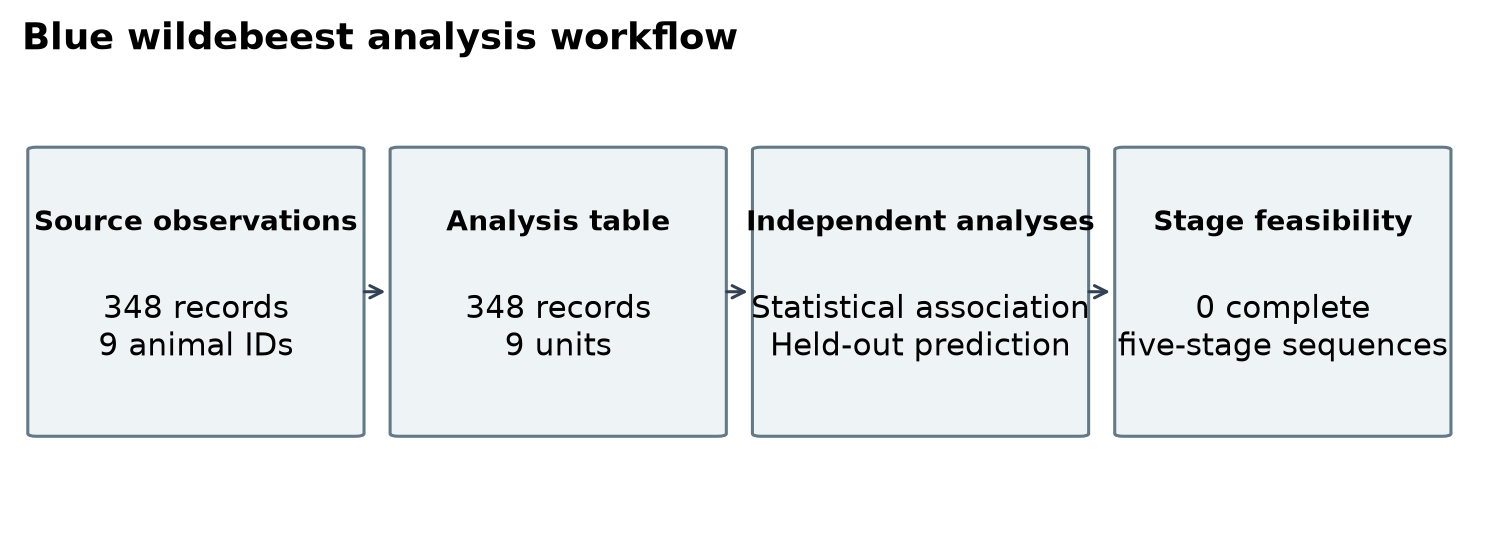 Blue wildebeest analysis workflow
Source observations
348 records
9 animal IDs
Analysis table
348 records
9 units
Independent analyses
Statistical association
Held-out prediction
Stage feasibility
0 complete
five-stage sequences